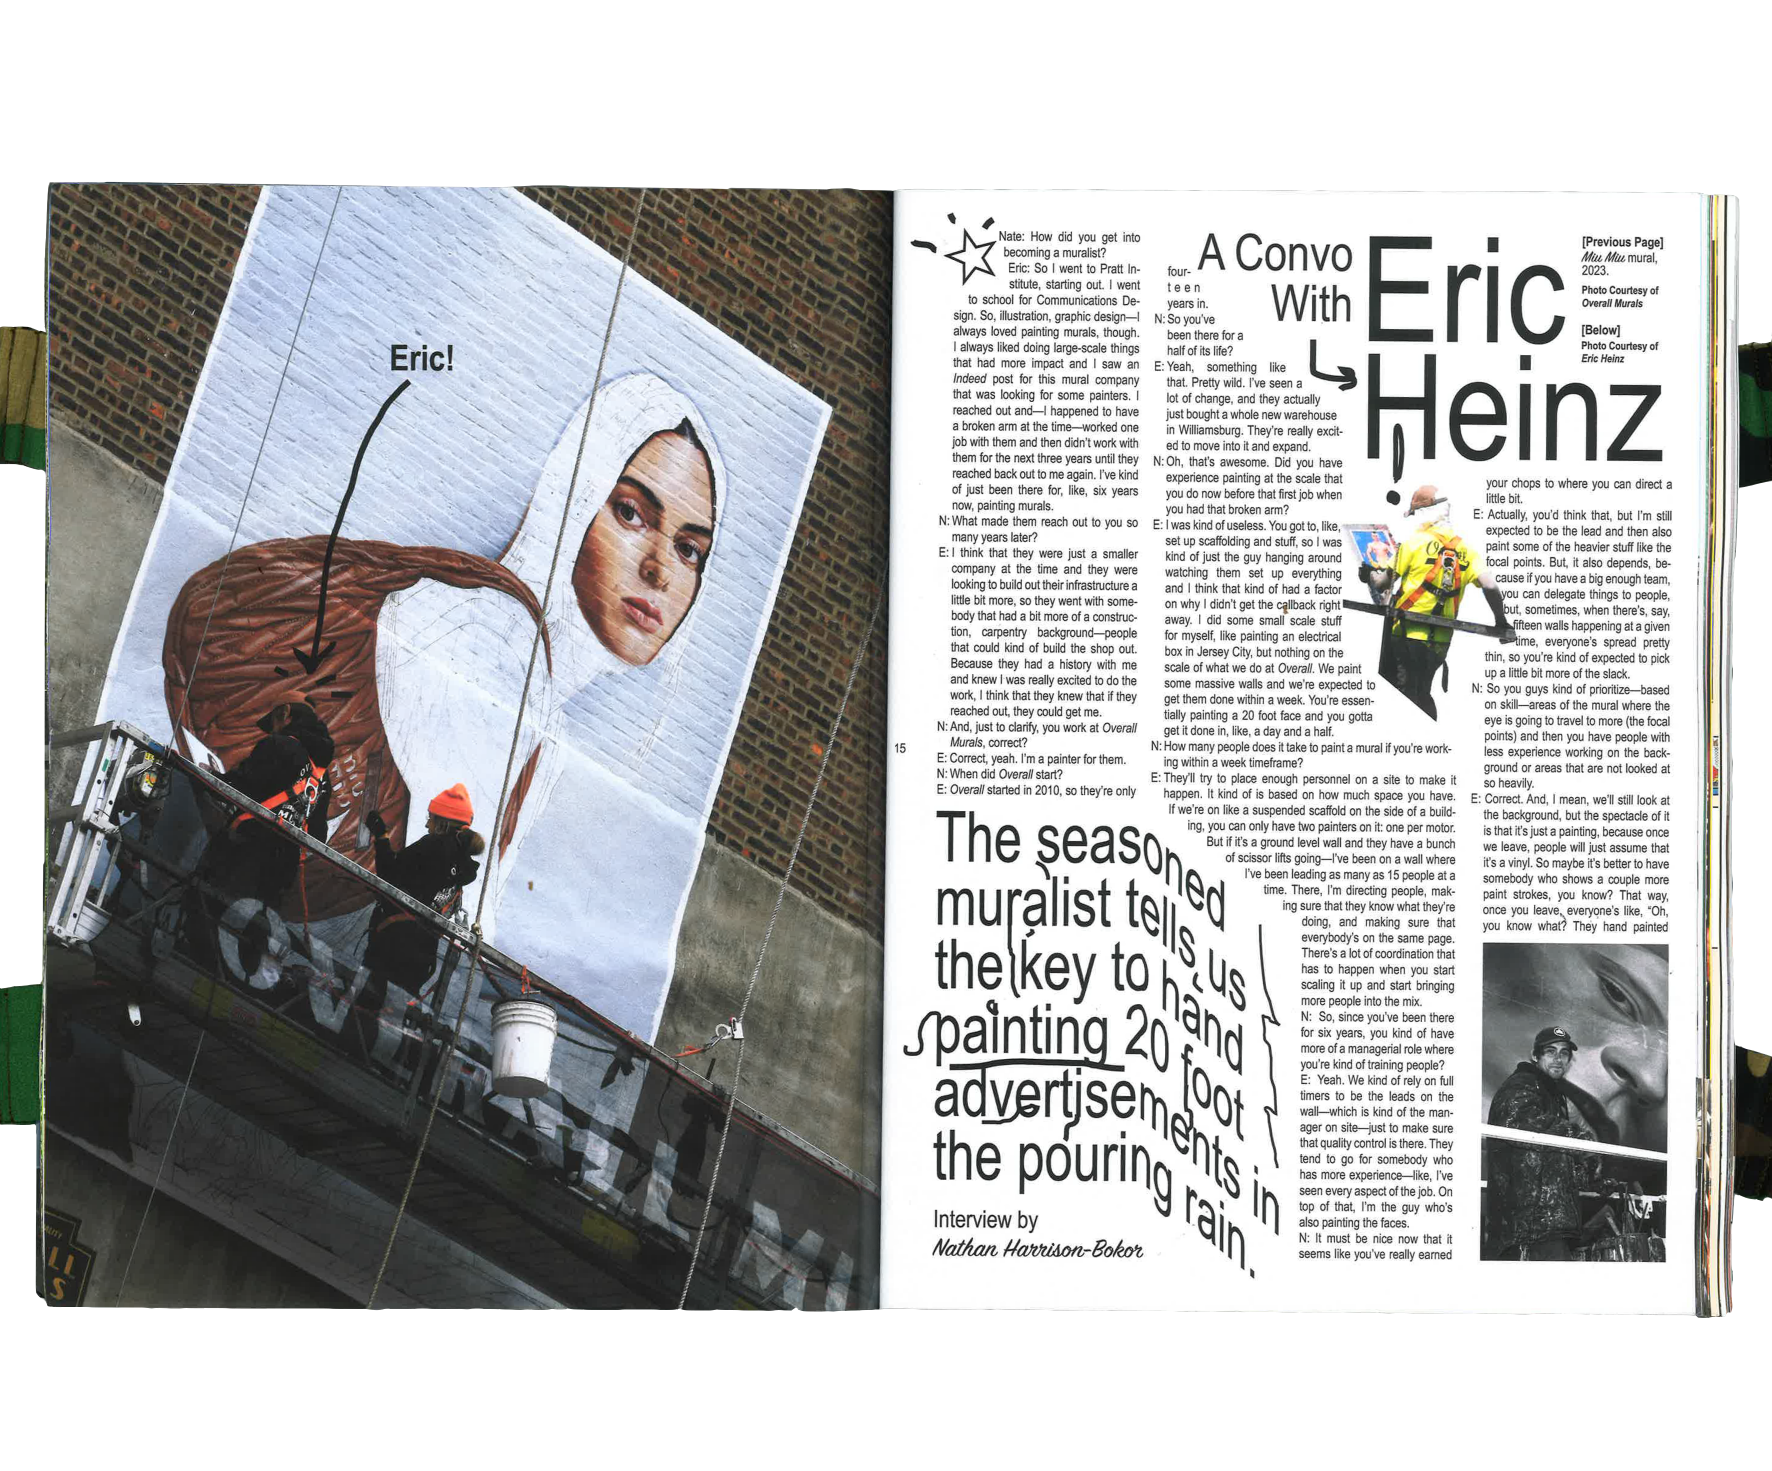 Eric!
OVERALL MU
LL
S
15
Nate: How did you get into
becoming a muralist?
Eric: So I went to Pratt In-
stitute, starting out. I went
to school for Communications De-
sign. So, illustration, graphic design—I
always loved painting murals, though.
I always liked doing large-scale things
that had more impact and I saw an
Indeed post for this mural company
that was looking for some painters. I
reached out and—I happened to have
a broken arm at the time—worked one
job with them and then didn't work with
them for the next three years until they
reached back out to me again. I've kind
of just been there for, like, six years
now, painting murals.
N: What made them reach out to you so
many years later?
E: I think that they were just a smaller
company at the time and they were
looking to build out their infrastructure a
little bit more, so they went with some-
body that had a bit more of a construc-
tion, carpentry background—people
that could kind of build the shop out.
Because they had a history with me
and knew I was really excited to do the
work, I think that they knew that if they
reached out, they could get me.
N: And, just to clarify, you work at Overall
Murals, correct?
E: Correct, yeah. I'm a painter for them.
N: When did Overall start?
E: Overall started in 2010, so they're only
The seasoned
muralist tells us
the key to hand
painting 20 foot
advertisements in
the pouring rain.
Interview by
Nathan Harrison-Bokor
A Convo
With
Eric
Heinz
four-
teen
years in.
N: So you've
been there for a
half of its life?
E: Yeah, something like
that. Pretty wild. I've seen a
lot of change, and they actually
just bought a whole new warehouse
in Williamsburg. They're really excit-
ed to move into it and expand.
N: Oh, that's awesome. Did you have
experience painting at the scale that
you do now before that first job when
you had that broken arm?
E: I was kind of useless. You got to, like,
set up scaffolding and stuff, so I was
kind of just the guy hanging around
watching them set up everything
and I think that kind of had a factor
on why I didn't get the callback right
away. I did some small scale stuff
for myself, like painting an electrical
box in Jersey City, but nothing on the
scale of what we do at Overall. We paint
some massive walls and we're expected to
get them done within a week. You're essen-
tially painting a 20 foot face and you gotta
get it done in, like, a day and a half.
N: How many people does it take to paint a mural if you're work-
ing within a week timeframe?
E: They'll try to place enough personnel on a site to make it
happen. It kind of is based on how much space you have.
If we're on like a suspended scaffold on the side of a build-
ing, you can only have two painters on it: one per motor.
But if it's a ground level wall and they have a bunch
of scissor lifts going—I've been on a wall where
I've been leading as many as 15 people at a
time. There, I'm directing people, mak-
ing sure that they know what they're
doing, and making sure that
everybody's on the same page.
There's a lot of coordination that
has to happen when you start
scaling it up and start bringing
more people into the mix.
N: So, since you've been there
for six years, you kind of have
more of a managerial role where
you're kind of training people?
E: Yeah. We kind of rely on full
timers to be the leads on the
wall—which is kind of the man-
ager on site—just to make sure
that quality control is there. They
tend to go for somebody who
has more experience—like, I've
seen every aspect of the job. On
top of that, I'm the guy who's
also painting the faces.
N: It must be nice now that it
seems like you've really earned
[Previous Page]
Miu Miu mural,
2023.
Photo Courtesy of
Overall Murals
[Below]
Photo Courtesy of
Eric Heinz
your chops to where you can direct a
little bit.
E: Actually, you'd think that, but I'm still
expected to be the lead and then also
paint some of the heavier stuff like the
focal points. But, it also depends, be-
cause if you have a big enough team,
you can delegate things to people,
but, sometimes, when there's, say,
fifteen walls happening at a given
time, everyone's spread pretty
thin, so you're kind of expected to pick
up a little bit more of the slack.
N: So you guys kind of prioritize—based
on skill—areas of the mural where the
eye is going to travel to more (the focal
points) and then you have people with
less experience working on the back-
ground or areas that are not looked at
so heavily.
E: Correct. And, I mean, we'll still look at
the background, but the spectacle of it
is that it's just a painting, because once
we leave, people will just assume that
it's a vinyl. So maybe it's better to have
somebody who shows a couple more
paint strokes, you know? That way,
once you leave, everyone's like, "Oh,
you know what? They hand painted